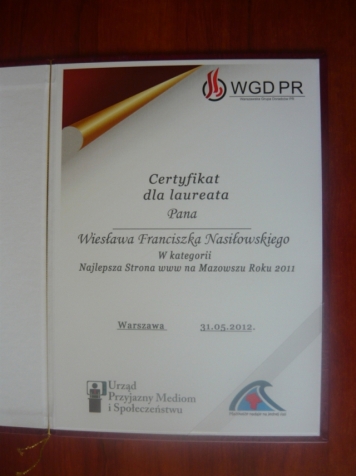 WGD PR
Certyfikat
dla laureata
Pana
Wiesława Franciszka Nasiłowskiego
W kategorii
Najlepsza Strona www na Mazowszu Roku 2011
Warszawa 31.05.2012.
Urząd
Przyjazny Mediom
i Społeczeństwu